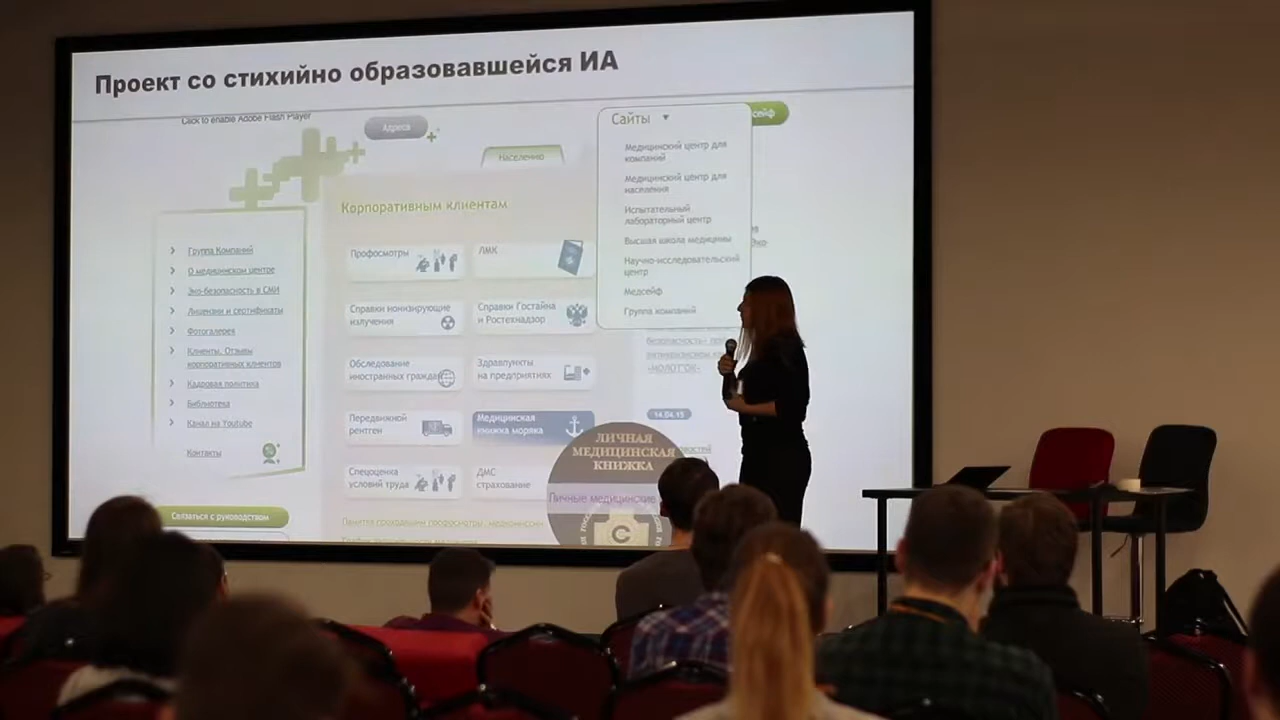 Проект со стихийно образовавшейся ИА
Click to enable Adobe Flash Player
Адреса
Населению
Сайты
сейф
Медицинский центр для
компаний
Медицинский центр для
населения
Испытательный
лабораторный центр
Высшая школа медицины
Научно-исследовательский
центр
Медсейф
Группа компаний
Группа Компаний
О медицинском центре
Эко-безопасность в СМИ
Лицензии и сертификаты
Фотогалерея
Клиенты. Отзывы
корпоративных клиентов
Кадровая политика
Библиотека
Канал на Youtube
Контакты
Связаться с руководством
Корпоративным клиентам
Профосмотры
ЛМК
Справки ионизирующие
излучения
Справки Гостайна
и Ростехнадзор
Обследование
иностранных граждан
Здравпункты
на предприятиях
Передвижной
рентген
Медицинская
книжка моряка
Спецоценка
условий труда
ДМС
страхование
14.04.15
ЛИЧНАЯ
МЕДИЦИНСКАЯ
КНИЖКА
Личные медицинские